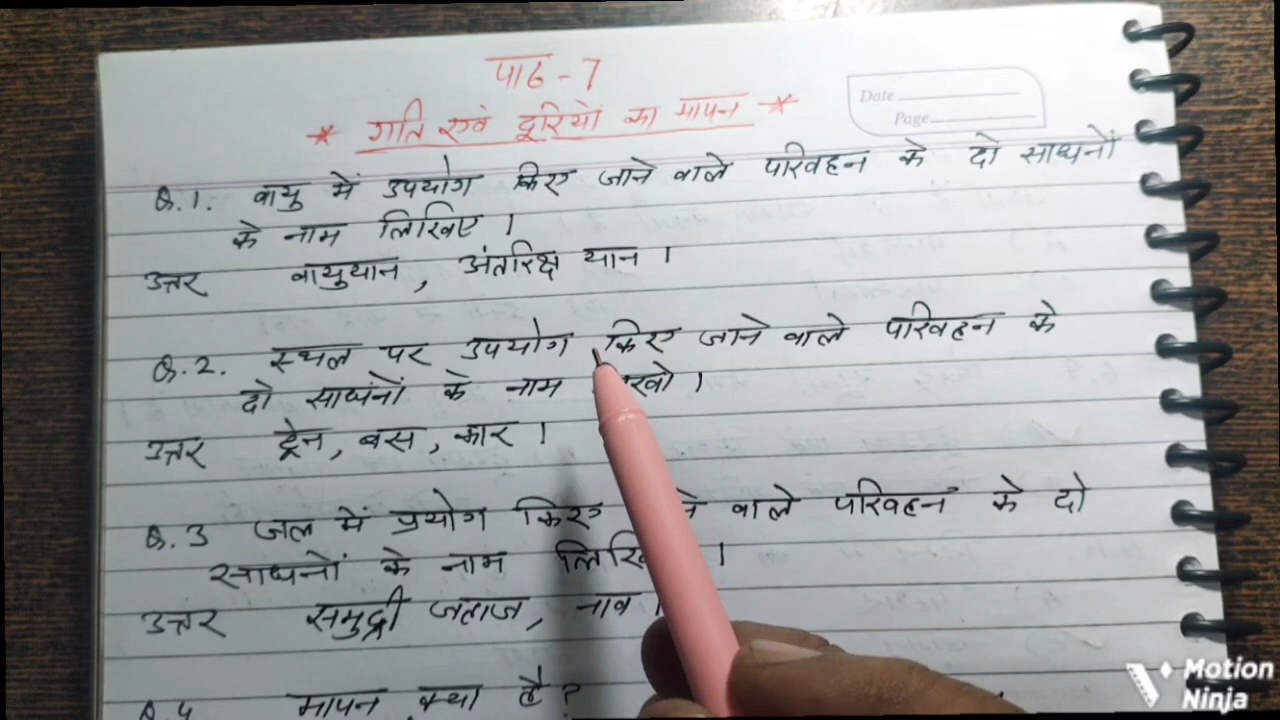 पाठ - 7
* गति एवं दूरियों का मापन *
Date
Page
Q.1. वायु में उपयोग किए जाने वाले परिवहन के दो साधनों
के नाम लिखिए ।
उत्तर वायुयान, अंतरिक्ष यान ।
Q.2. स्थल पर उपयोग किए जाने वाले परिवहन के
दो साधंनों के नाम ।
उत्तर ट्रेन, बस, कार ।
Q.3 जल में प्रयोग किए वाले परिवहन के दो
साधनों के नाम ।
उत्तर समुद्री जहाज, नाव ।
Q.4 मापन क्या है ?
Motion
Ninja